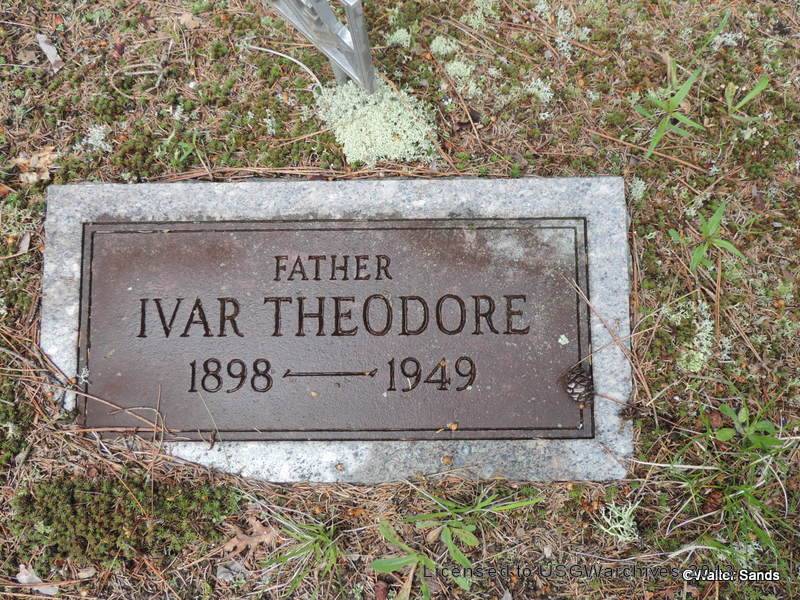 FATHER
IVAR THEODORE
1898 — 1949
Licensed to USGWarchives
©Walter Sands